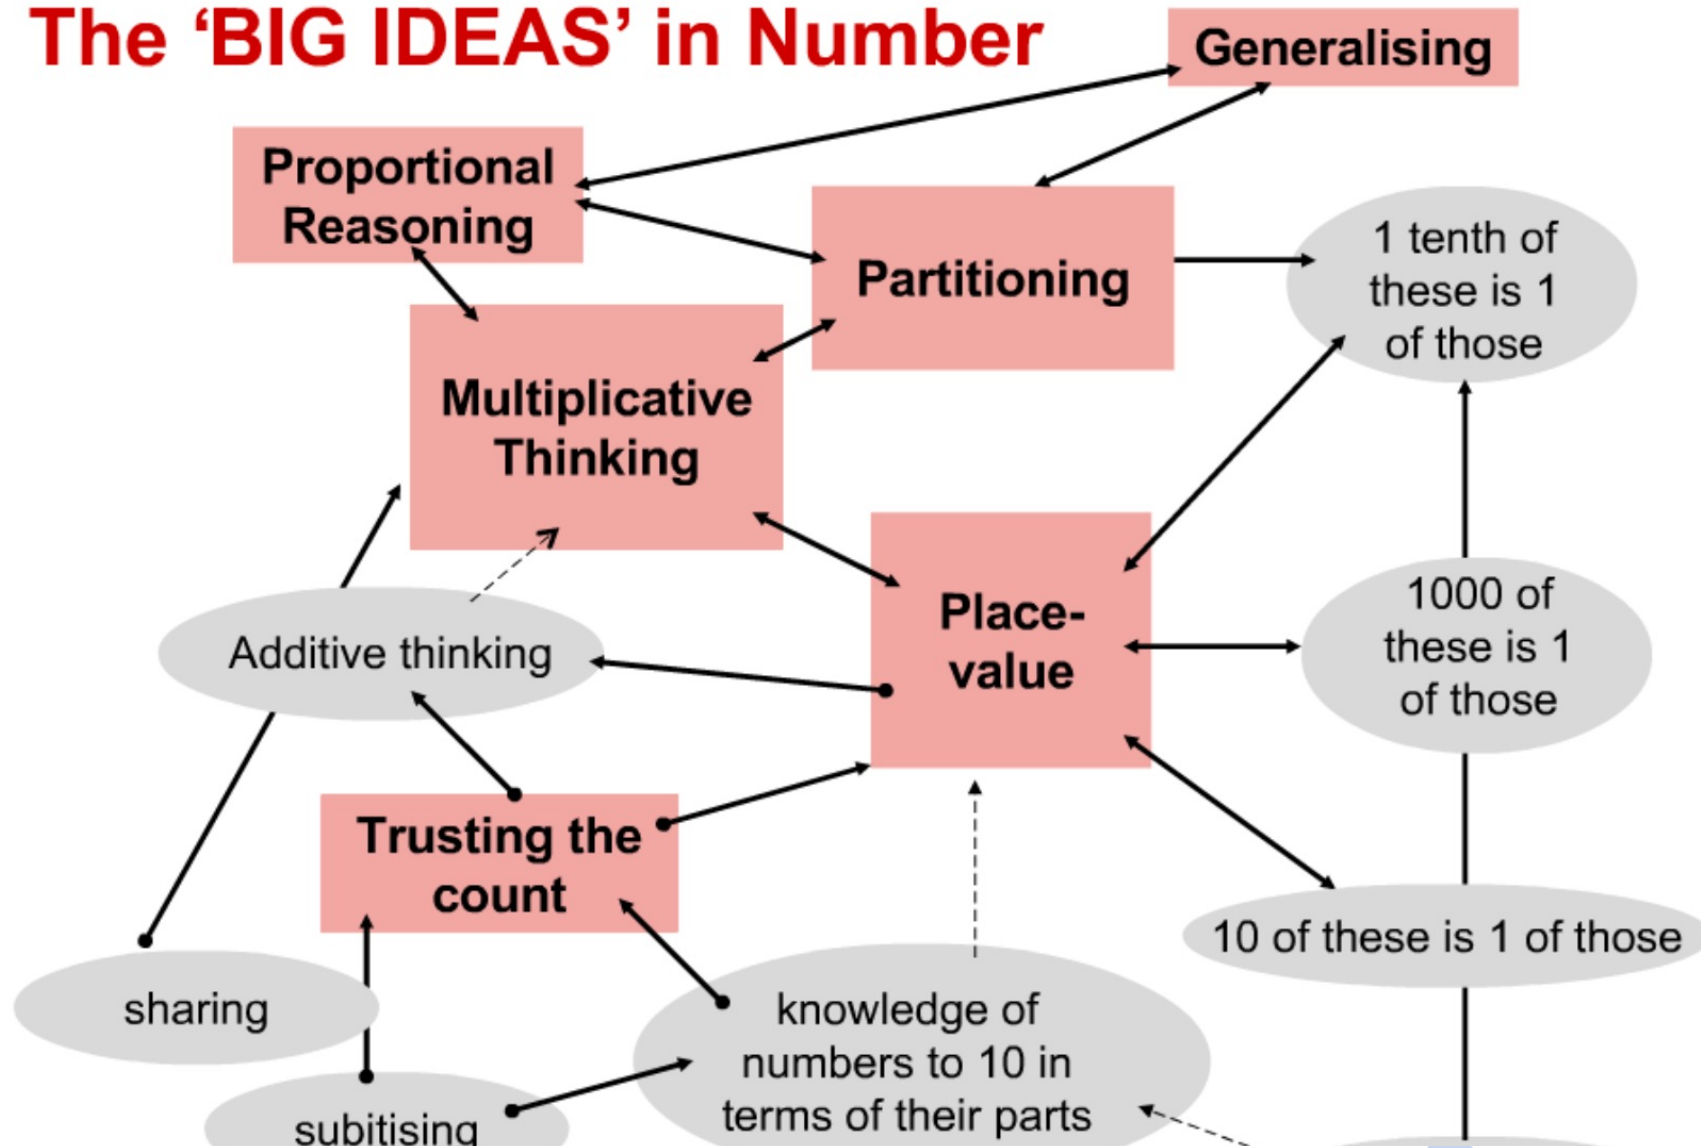 The ‘BIG IDEAS’ in Number
Generalising
Proportional
Reasoning
Partitioning
1 tenth of
these is 1
of those
Multiplicative
Thinking
Place-
value
1000 of
these is 1
of those
Additive thinking
Trusting the
count
10 of these is 1 of those
sharing
knowledge of
numbers to 10 in
terms of their parts
subitising